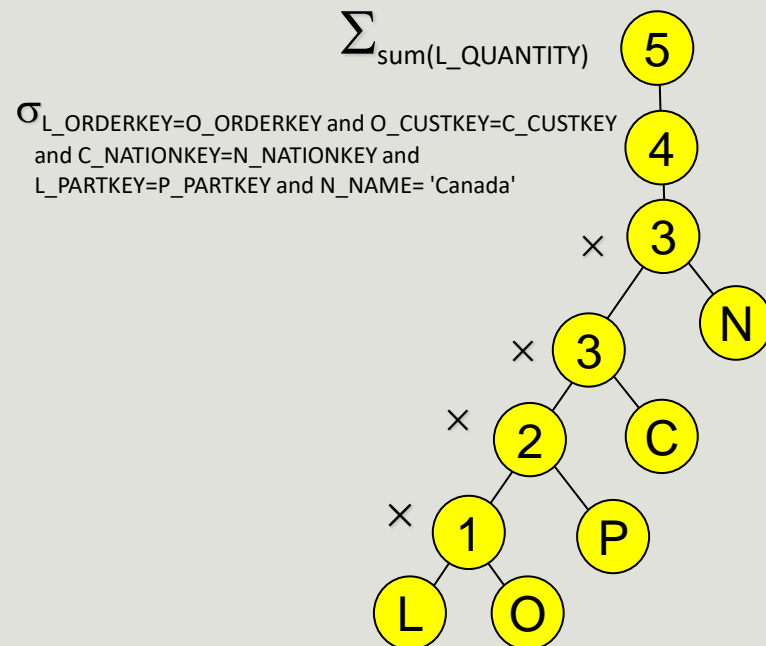 ∑sum(L_QUANTITY)
5
σL_ORDERKEY=O_ORDERKEY and O_CUSTKEY=C_CUSTKEY
and C_NATIONKEY=N_NATIONKEY and
L_PARTKEY=P_PARTKEY and N_NAME= 'Canada'
4
× 3
N
× 3
C
× 2
P
× 1
L O